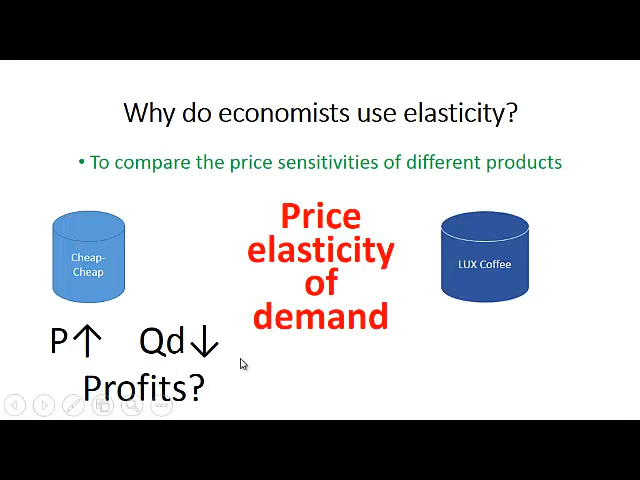 Why do economists use elasticity?
• To compare the price sensitivities of different products
Price
elasticity
of
demand
Cheap-
Cheap
LUX Coffee
P↑ Qd↓
Profits?